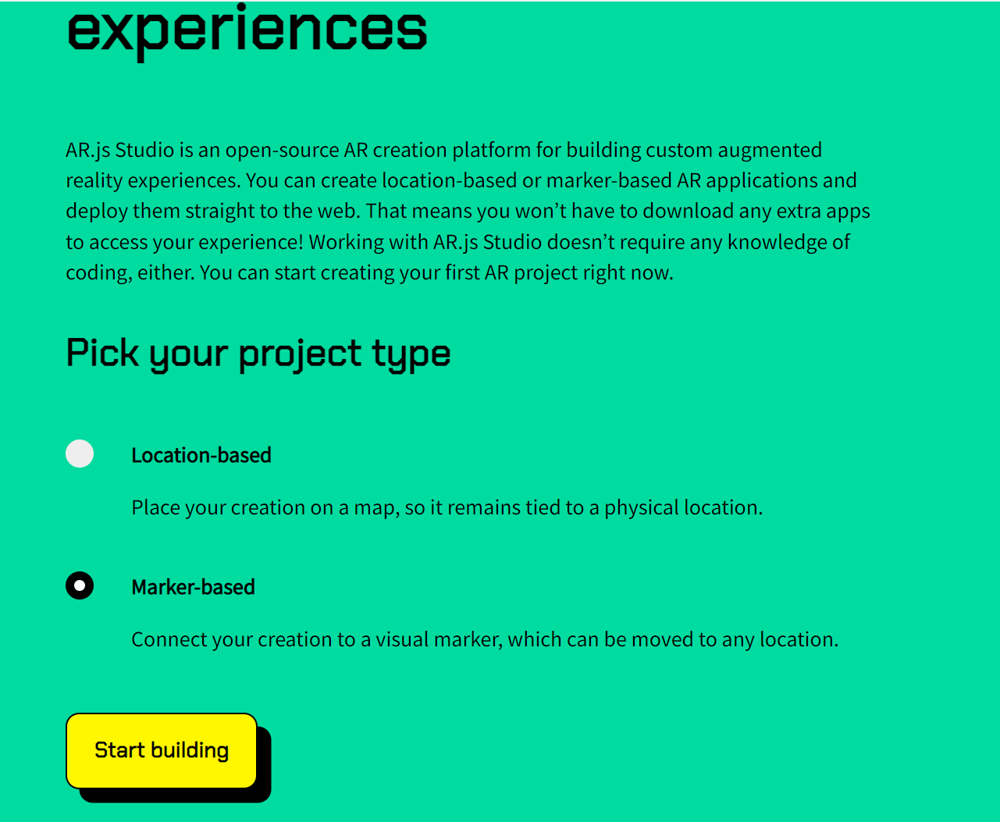 experiences
AR.js Studio is an open-source AR creation platform for building custom augmented
reality experiences. You can create location-based or marker-based AR applications and
deploy them straight to the web. That means you won’t have to download any extra apps
to access your experience! Working with AR.js Studio doesn’t require any knowledge of
coding, either. You can start creating your first AR project right now.
Pick your project type
Location-based
Place your creation on a map, so it remains tied to a physical location.
Marker-based
Connect your creation to a visual marker, which can be moved to any location.
Start building